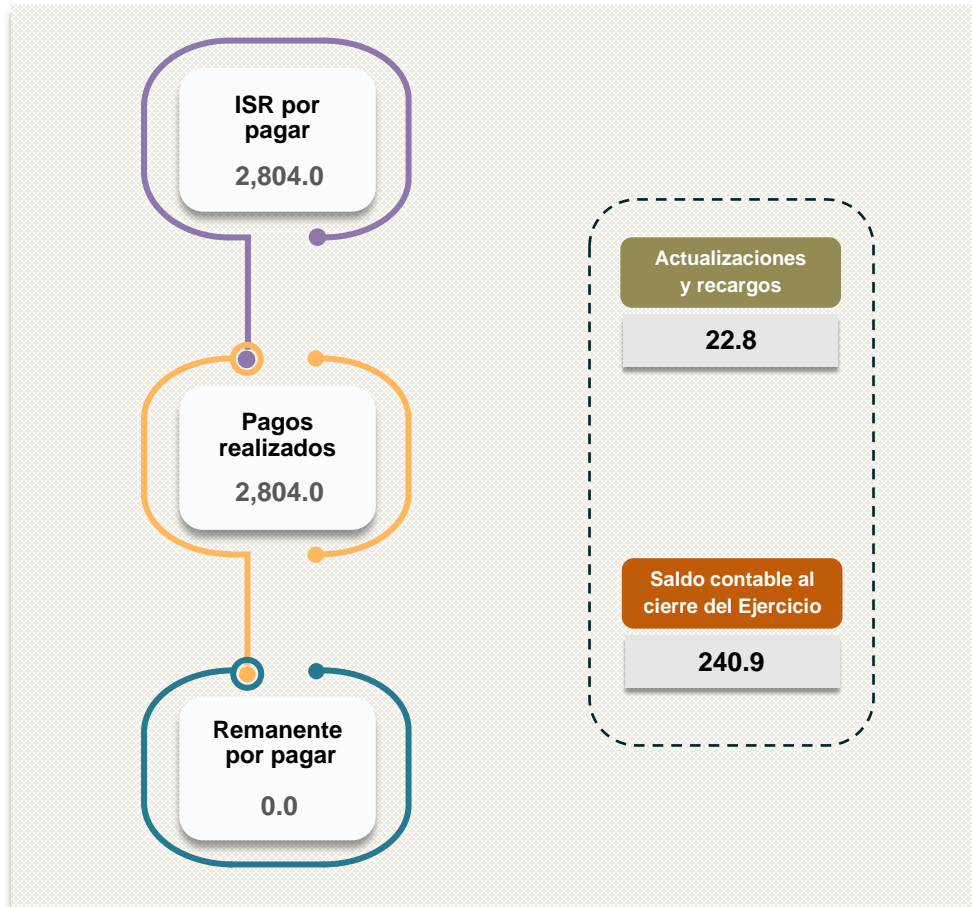 ISR por
pagar
2,804.0
Pagos
realizados
2,804.0
Remanente
por pagar
0.0
Actualizaciones
y recargos
22.8
Saldo contable al
cierre del Ejercicio
240.9